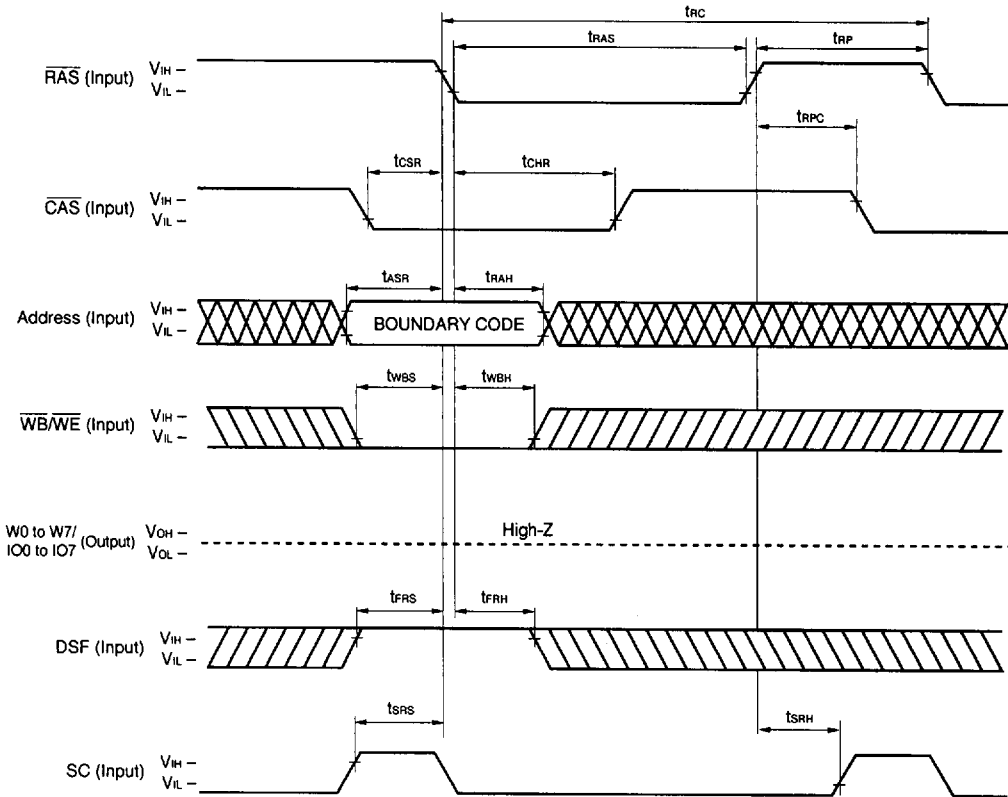 tRC
tRAS
tRP
RAS (Input)
VIH –
VIL –
tRPC
tCSR
tCHR
CAS (Input)
VIH –
VIL –
tASR
tRAH
Address (Input)
VIH –
VIL –
BOUNDARY CODE
tWBS
tWBH
WB/WE (Input)
VIH –
VIL –
W0 to W7/
IO0 to IO7 (Output)
VOH –
VOL –
High-Z
tFRS
tFRH
DSF (Input)
VIH –
VIL –
tSRS
tSRH
SC (Input)
VIH –
VIL –